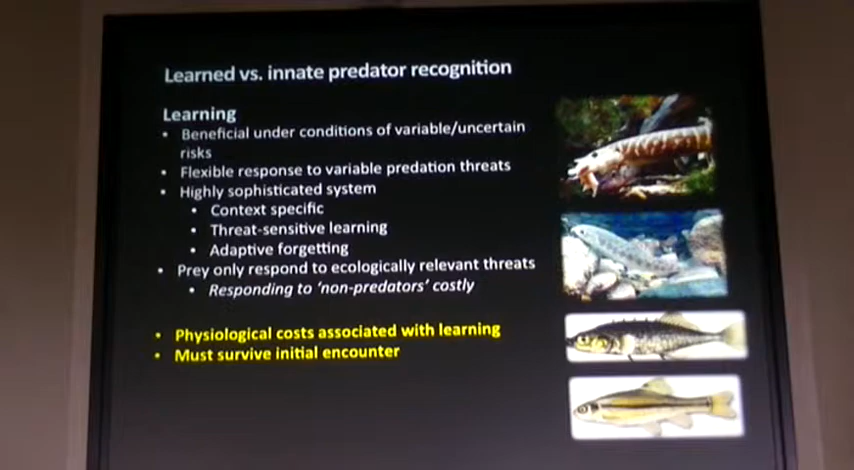 Learned vs. innate predator recognition
Learning
• Beneficial under conditions of variable/uncertain
risks
• Flexible response to variable predation threats
• Highly sophisticated system
• Context specific
• Threat-sensitive learning
• Adaptive forgetting
• Prey only respond to ecologically relevant threats
• Responding to 'non-predators' costly
• Physiological costs associated with learning
• Must survive initial encounter